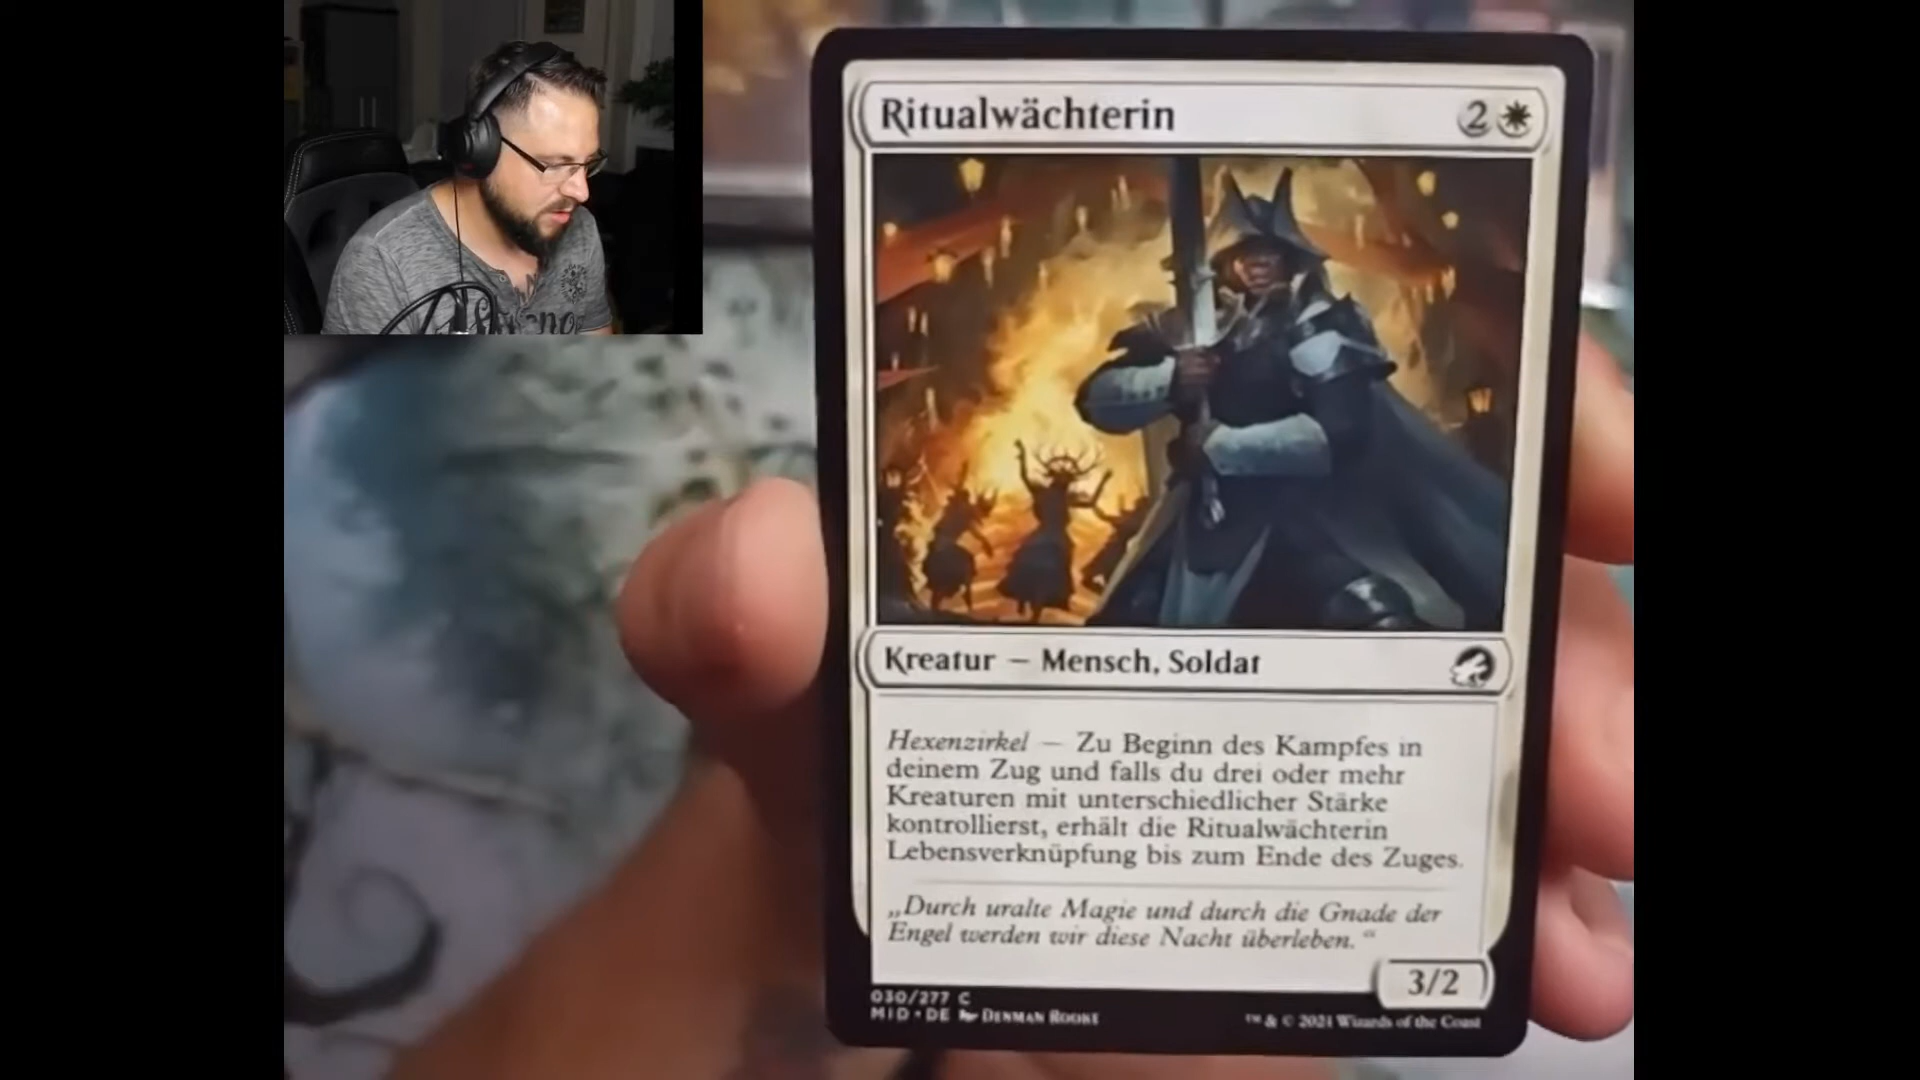 Ritualwächterin 2
Kreatur – Mensch, Soldat
Hexenzirkel — Zu Beginn des Kampfes in
deinem Zug und falls du drei oder mehr
Kreaturen mit unterschiedlicher Stärke
kontrollierst, erhält die Ritualwächterin
Lebensverknüpfung bis zum Ende des Zuges.
„Durch uralte Magie und durch die Gnade der
Engel werden wir diese Nacht überleben.“
3/2
030/277 C
MID • DE Denman Rooke
™ & © 2021 Wizards of the Coast